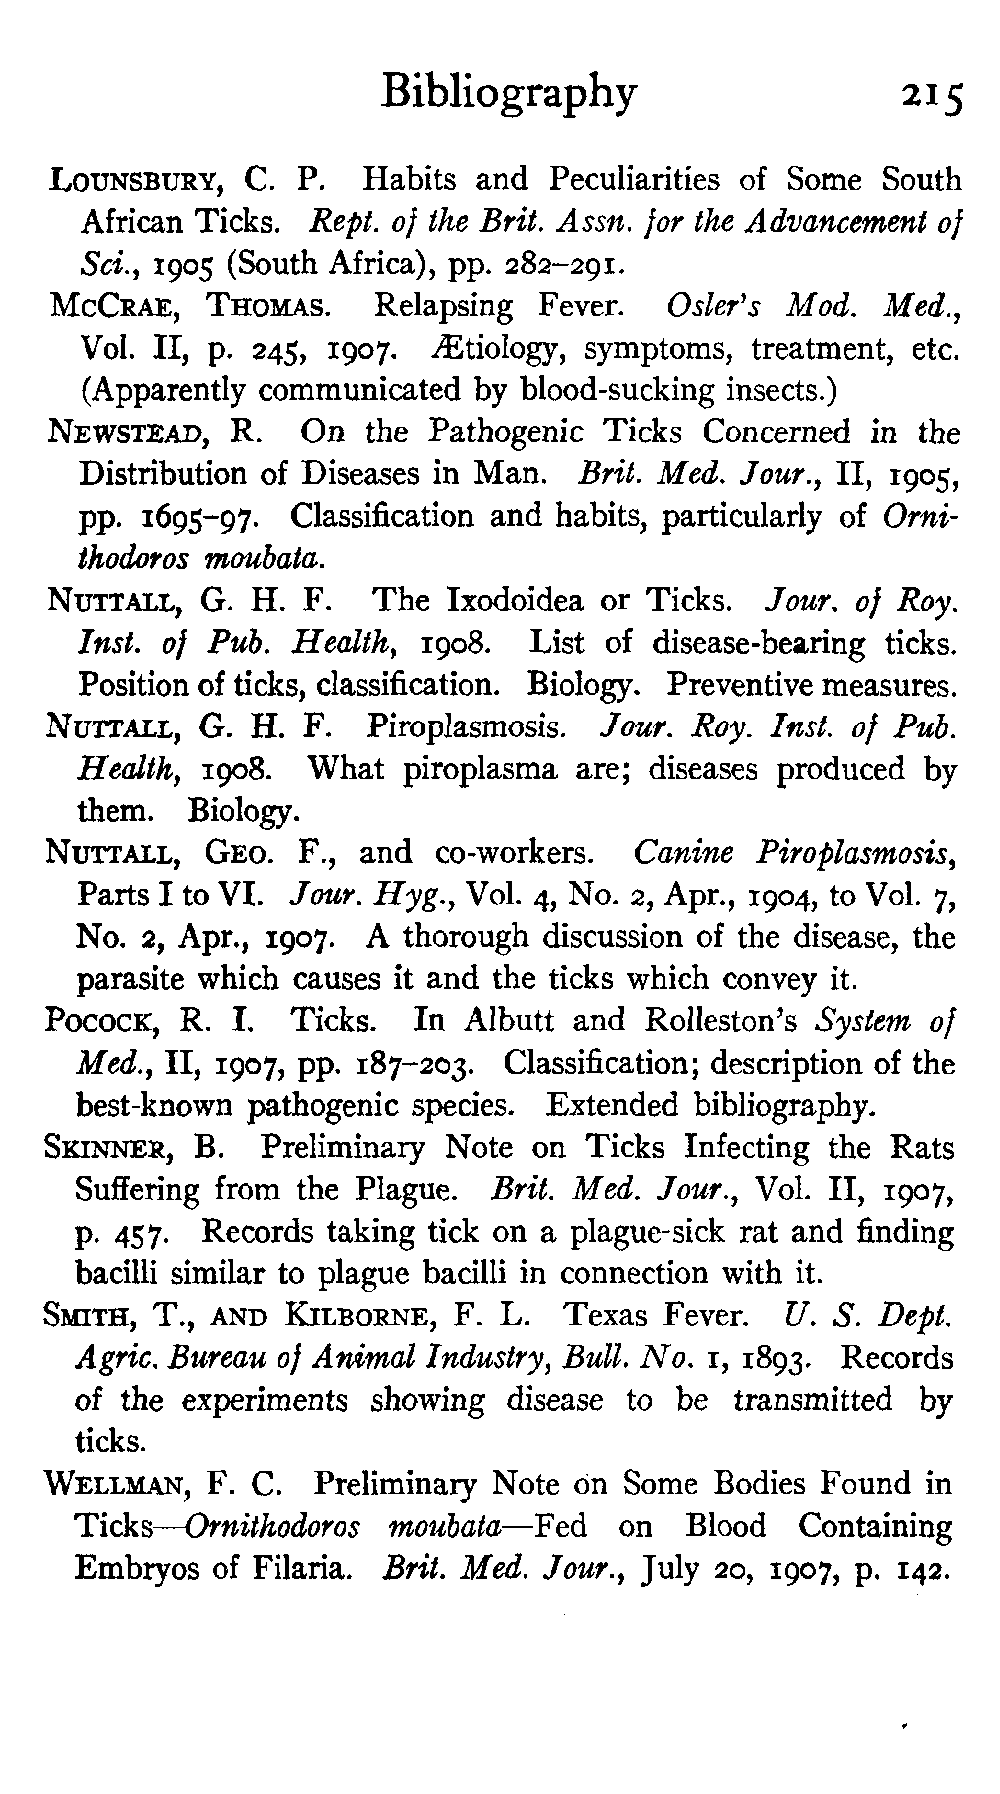 Bibliography 215
LOUNSBURY, C. P. Habits and Peculiarities of Some South
African Ticks. Rept. of the Brit. Assn. for the Advancement of
Sci., 1905 (South Africa), pp. 282–291.
MCCRAE, THOMAS. Relapsing Fever. Osler's Mod. Med.,
Vol. II, p. 245, 1907. Ætiology, symptoms, treatment, etc.
(Apparently communicated by blood-sucking insects.)
NEWSTEAD, R. On the Pathogenic Ticks Concerned in the
Distribution of Diseases in Man. Brit. Med. Jour., II, 1905,
pp. 1695–97. Classification and habits, particularly of Orni-
thodoros moubata.
NUTTALL, G. H. F. The Ixodoidea or Ticks. Jour. of Roy.
Inst. of Pub. Health, 1908. List of disease-bearing ticks.
Position of ticks, classification. Biology. Preventive measures.
NUTTALL, G. H. F. Piroplasmosis. Jour. Roy. Inst. of Pub.
Health, 1908. What piroplasma are; diseases produced by
them. Biology.
NUTTALL, GEO. F., and co-workers. Canine Piroplasmosis,
Parts I to VI. Jour. Hyg., Vol. 4, No. 2, Apr., 1904, to Vol. 7,
No. 2, Apr., 1907. A thorough discussion of the disease, the
parasite which causes it and the ticks which convey it.
POCOCK, R. I. Ticks. In Albutt and Rolleston's System of
Med., II, 1907, pp. 187–203. Classification; description of the
best-known pathogenic species. Extended bibliography.
SKINNER, B. Preliminary Note on Ticks Infecting the Rats
Suffering from the Plague. Brit. Med. Jour., Vol. II, 1907,
p. 457. Records taking tick on a plague-sick rat and finding
bacilli similar to plague bacilli in connection with it.
SMITH, T., AND KILBORNE, F. L. Texas Fever. U. S. Dept.
Agric. Bureau of Animal Industry, Bull. No. 1, 1893. Records
of the experiments showing disease to be transmitted by
ticks.
WELLMAN, F. C. Preliminary Note on Some Bodies Found in
Ticks—Ornithodoros moubata—Fed on Blood Containing
Embryos of Filaria. Brit. Med. Jour., July 20, 1907, p. 142.